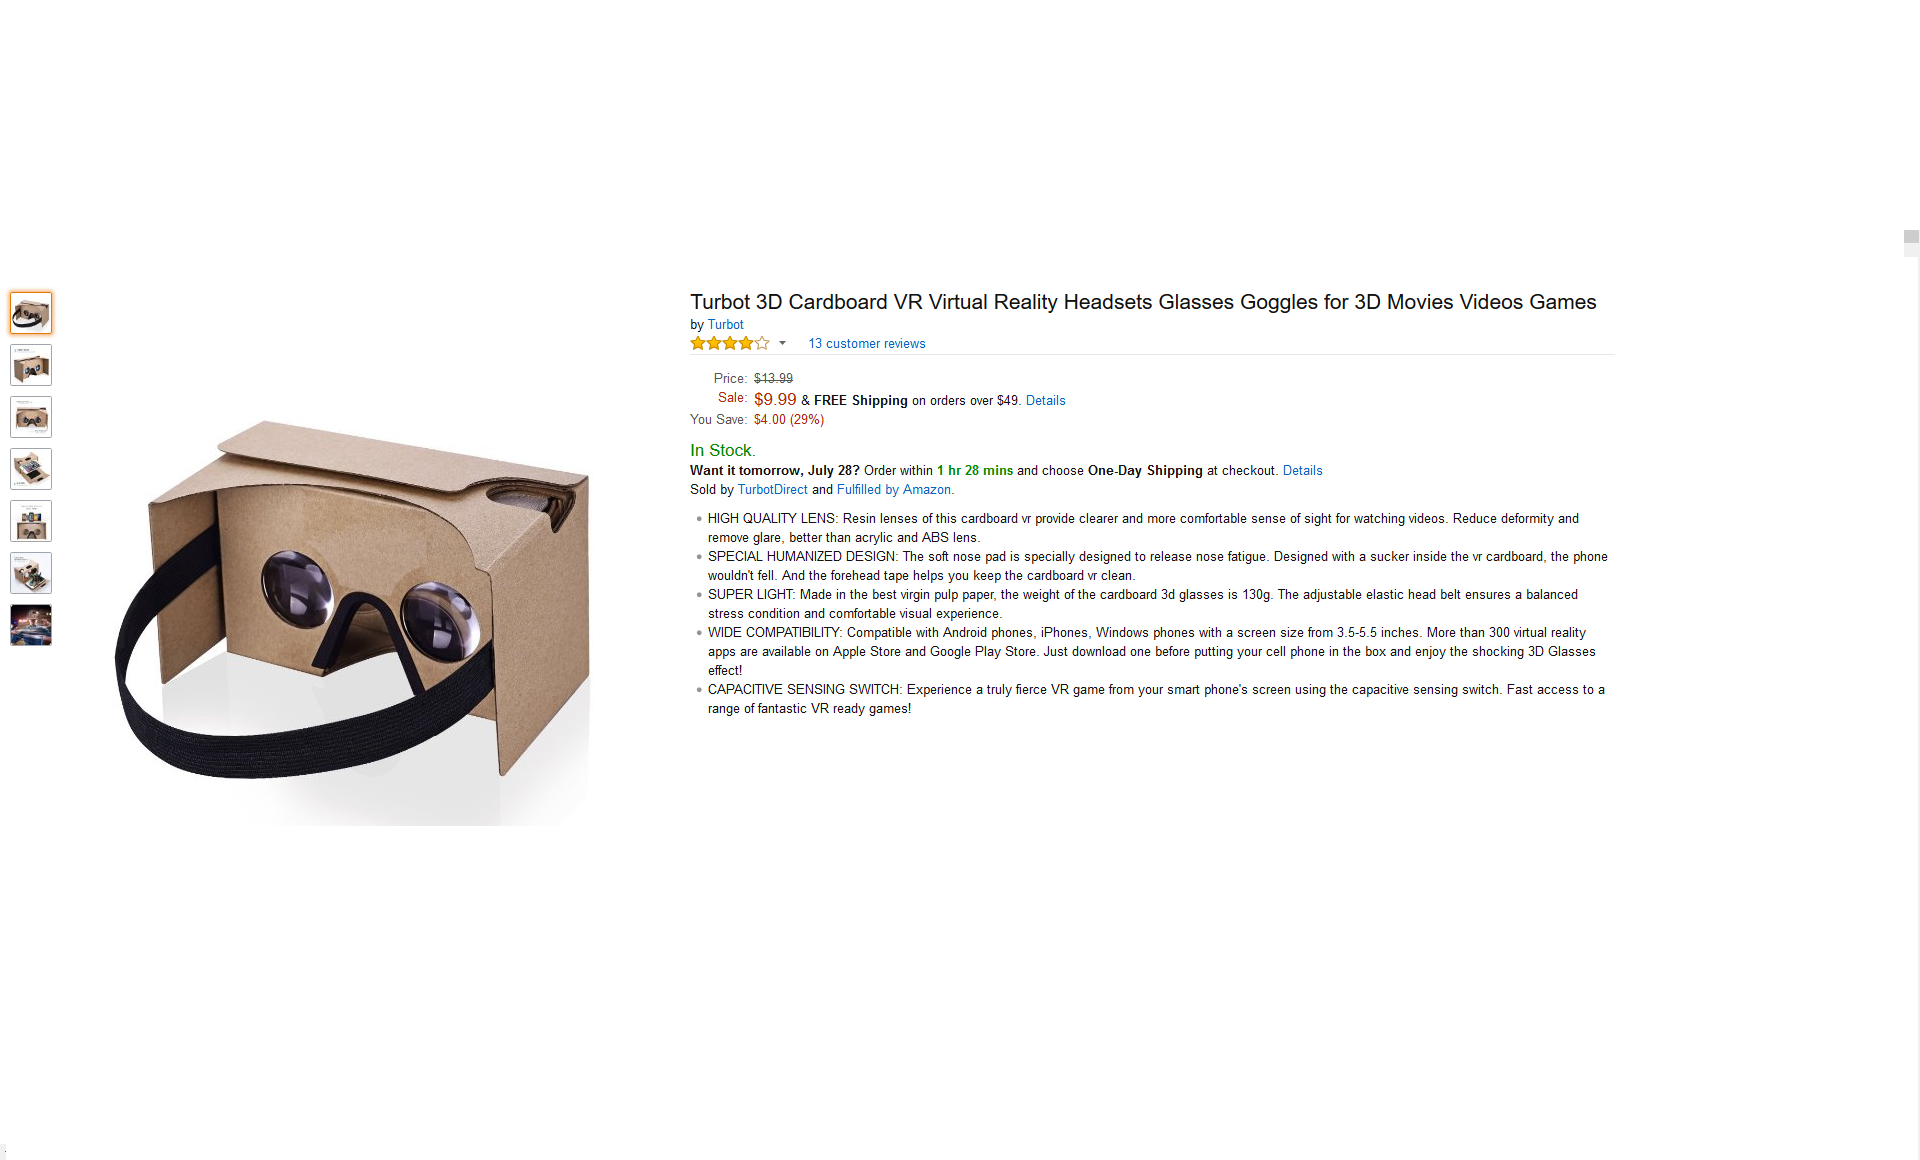 Turbot 3D Cardboard VR Virtual Reality Headsets Glasses Goggles for 3D Movies Videos Games
by Turbot
13 customer reviews
Price: $13.99
Sale: $9.99 & FREE Shipping on orders over $49. Details
You Save: $4.00 (29%)
In Stock.
Want it tomorrow, July 28? Order within 1 hr 28 mins and choose One-Day Shipping at checkout. Details
Sold by TurbotDirect and Fulfilled by Amazon.
HIGH QUALITY LENS: Resin lenses of this cardboard vr provide clearer and more comfortable sense of sight for watching videos. Reduce deformity and
remove glare, better than acrylic and ABS lens.
SPECIAL HUMANIZED DESIGN: The soft nose pad is specially designed to release nose fatigue. Designed with a sucker inside the vr cardboard, the phone
wouldn't fell. And the forehead tape helps you keep the cardboard vr clean.
SUPER LIGHT: Made in the best virgin pulp paper, the weight of the cardboard 3d glasses is 130g. The adjustable elastic head belt ensures a balanced
stress condition and comfortable visual experience.
WIDE COMPATIBILITY: Compatible with Android phones, iPhones, Windows phones with a screen size from 3.5-5.5 inches. More than 300 virtual reality
apps are available on Apple Store and Google Play Store. Just download one before putting your cell phone in the box and enjoy the shocking 3D Glasses
effect!
CAPACITIVE SENSING SWITCH: Experience a truly fierce VR game from your smart phone's screen using the capacitive sensing switch. Fast access to a
range of fantastic VR ready games!